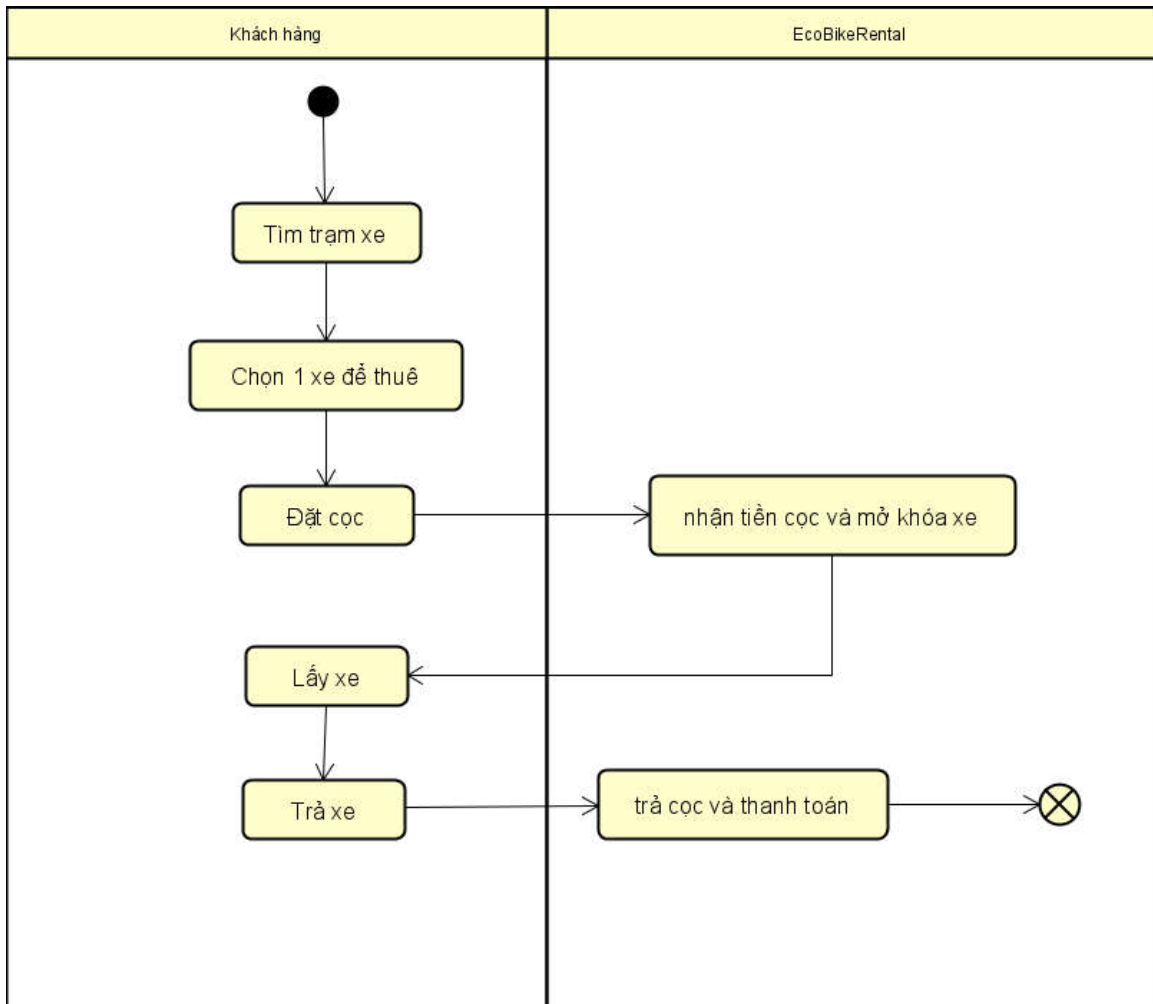 Khách hàng
EcoBikeRental
Tìm trạm xe
Chọn 1 xe để thuê
Đặt cọc
nhận tiền cọc và mở khóa xe
Lấy xe
Trả xe
trả cọc và thanh toán